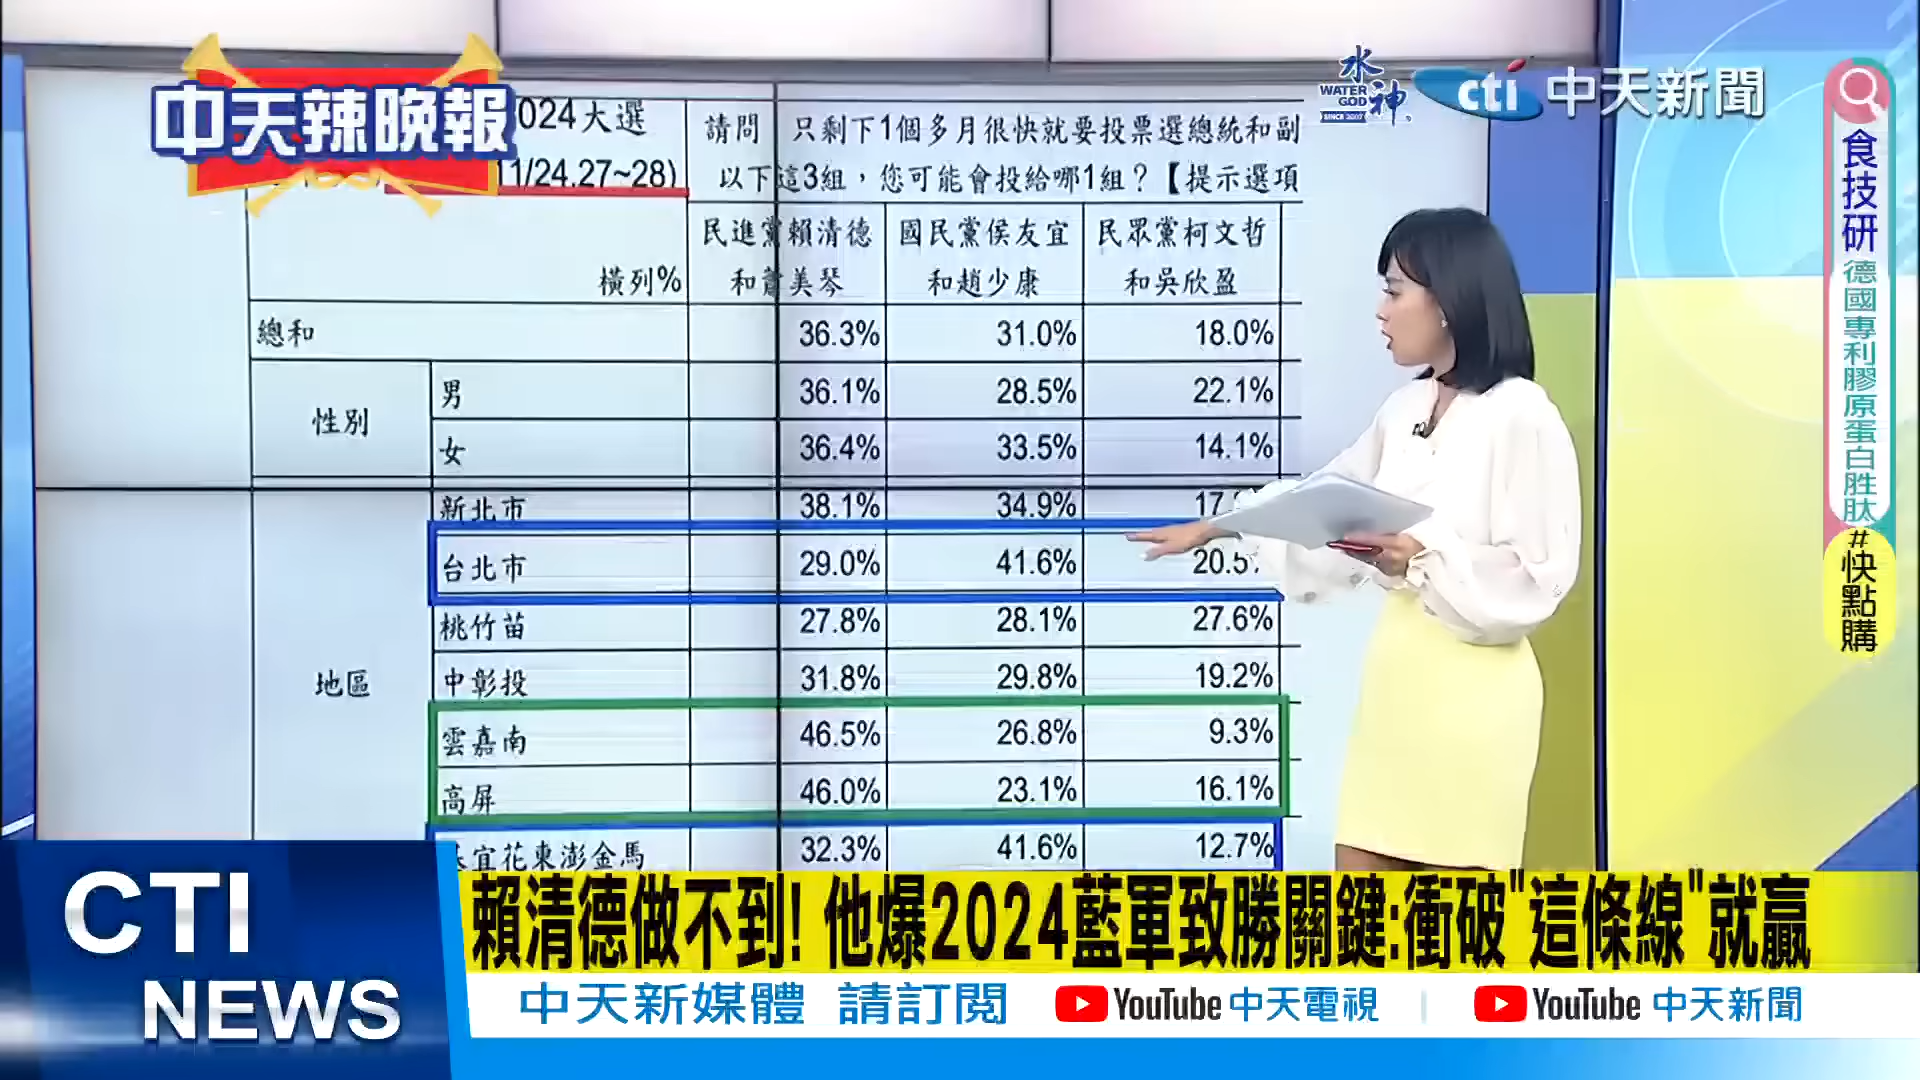 中天辣晚報
024大選
11/24.27~28)
請問 只剩下1個多月很快就要投票選總統和副
以下這3組，您可能會投給哪1組？【提示選項
水神
WATER GOD
SINCE 2007
cti 中天新聞
橫列%
民進黨賴清德和蕭美琴
國民黨侯友宜和趙少康
民眾黨柯文哲和吳欣盈
總和 36.3% 31.0% 18.0%
性別
男 36.1% 28.5% 22.1%
女 36.4% 33.5% 14.1%
地區
新北市 38.1% 34.9% 17.
台北市 29.0% 41.6% 20.5
桃竹苗 27.8% 28.1% 27.6%
中彰投 31.8% 29.8% 19.2%
雲嘉南 46.5% 26.8% 9.3%
高屏 46.0% 23.1% 16.1%
宜花東澎金馬 32.3% 41.6% 12.7%
食技研
德國專利膠原蛋白胜肽
#快點購
CTI NEWS
賴清德做不到! 他爆2024藍軍致勝關鍵:衝破"這條線"就贏
中天新媒體 請訂閱 YouTube 中天電視 | YouTube 中天新聞